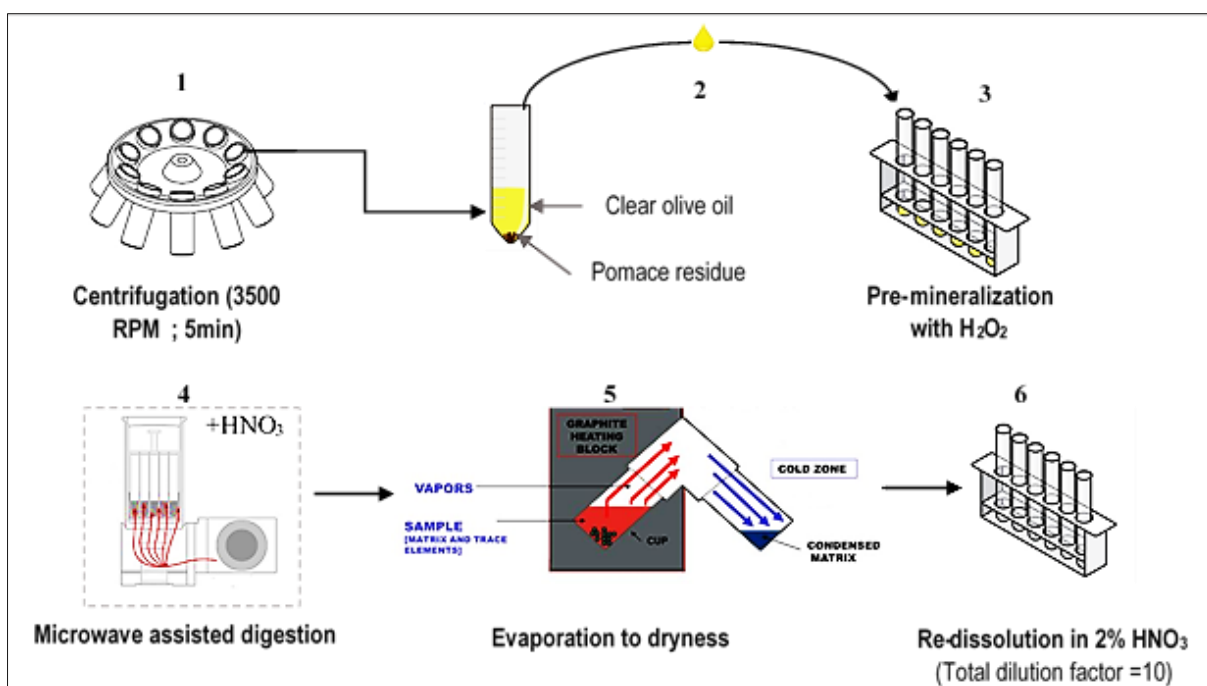 1
2
3
Clear olive oil
Pomace residue
Centrifugation (3500
RPM ; 5min)
Pre-mineralization
with H₂O₂
4
+HNO₃
Microwave assisted digestion
5
GRAPHITE
HEATING
BLOCK
COLD ZONE
VAPORS
SAMPLE
[MATRIX AND TRACE
ELEMENTS]
CUP
CONDENSED
MATRIX
Evaporation to dryness
6
Re-dissolution in 2% HNO₃
(Total dilution factor =10)